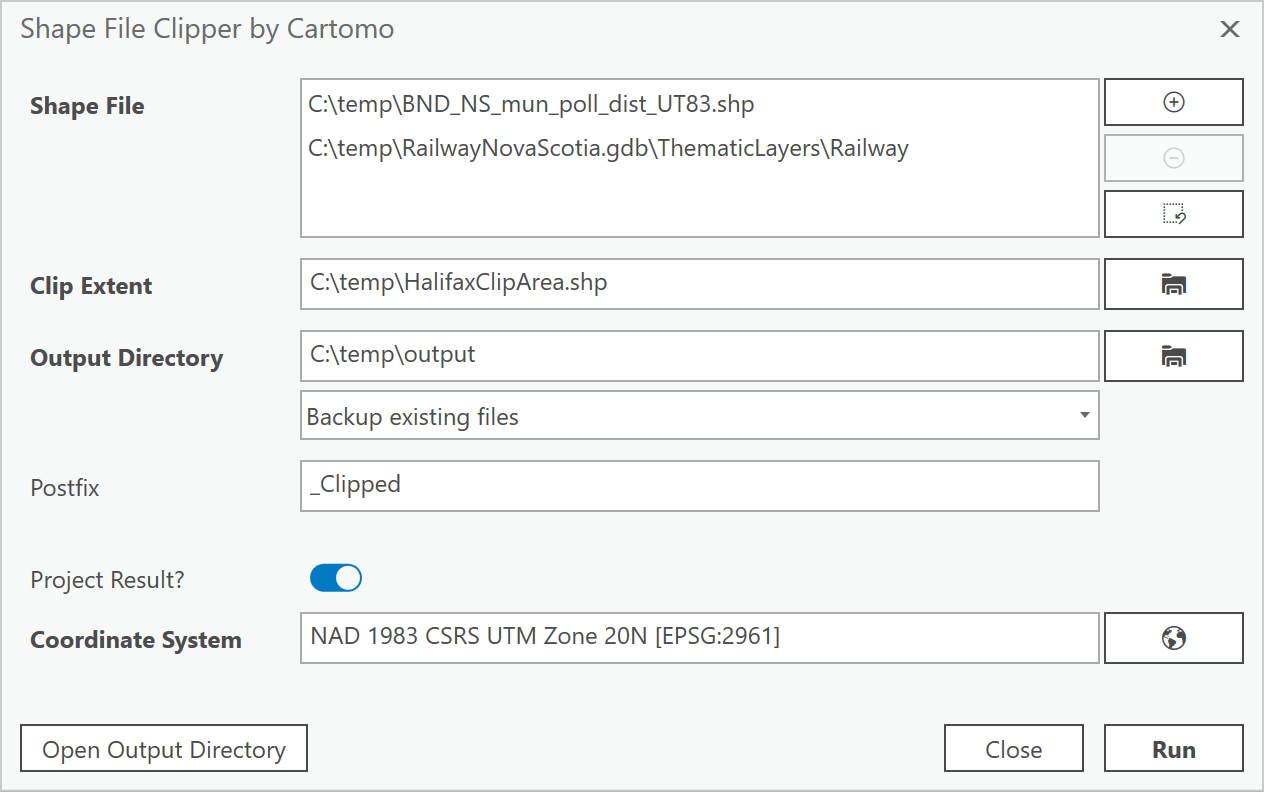 Shape File Clipper by Cartomo
Shape File
C:\temp\BND_NS_mun_poll_dist_UT83.shp
C:\temp\RailwayNovaScotia.gdb\ThematicLayers\Railway
Clip Extent
C:\temp\HalifaxClipArea.shp
Output Directory
C:\temp\output
Backup existing files
Postfix
_Clipped
Project Result?
Coordinate System
NAD 1983 CSRS UTM Zone 20N [EPSG:2961]
Open Output Directory
Close
Run